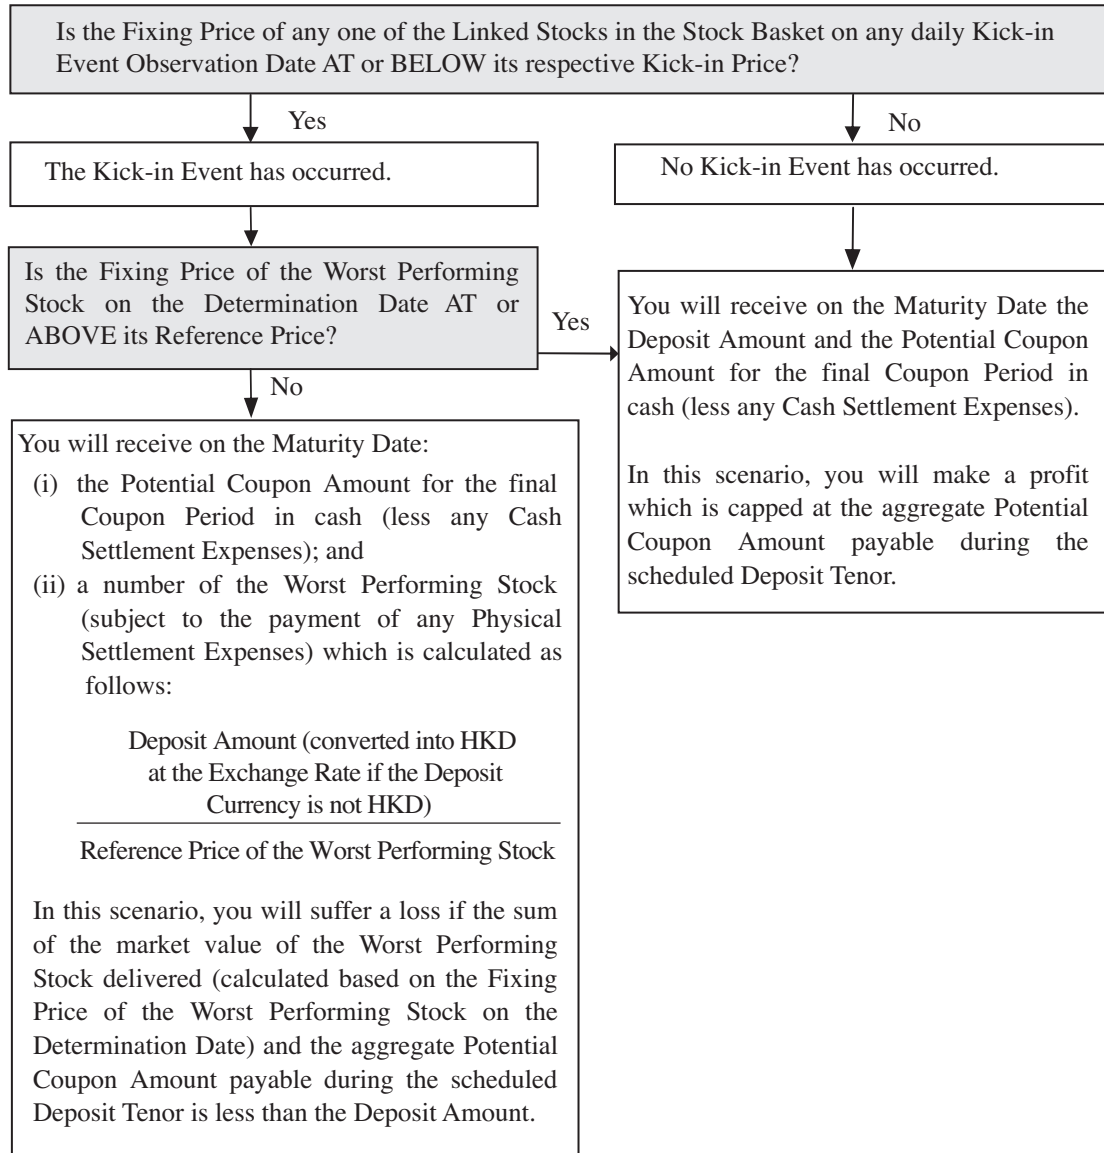 Is the Fixing Price of any one of the Linked Stocks in the Stock Basket on any daily Kick-in
Event Observation Date AT or BELOW its respective Kick-in Price?
Yes
No
The Kick-in Event has occurred.
No Kick-in Event has occurred.
Is the Fixing Price of the Worst Performing
Stock on the Determination Date AT or
ABOVE its Reference Price?
Yes
No
You will receive on the Maturity Date the
Deposit Amount and the Potential Coupon
Amount for the final Coupon Period in
cash (less any Cash Settlement Expenses).
In this scenario, you will make a profit
which is capped at the aggregate Potential
Coupon Amount payable during the
scheduled Deposit Tenor.
You will receive on the Maturity Date:
(i) the Potential Coupon Amount for the final
Coupon Period in cash (less any Cash
Settlement Expenses); and
(ii) a number of the Worst Performing Stock
(subject to the payment of any Physical
Settlement Expenses) which is calculated as
follows:
Deposit Amount (converted into HKD
at the Exchange Rate if the Deposit
Currency is not HKD)
Reference Price of the Worst Performing Stock
In this scenario, you will suffer a loss if the sum
of the market value of the Worst Performing
Stock delivered (calculated based on the Fixing
Price of the Worst Performing Stock on the
Determination Date) and the aggregate Potential
Coupon Amount payable during the scheduled
Deposit Tenor is less than the Deposit Amount.